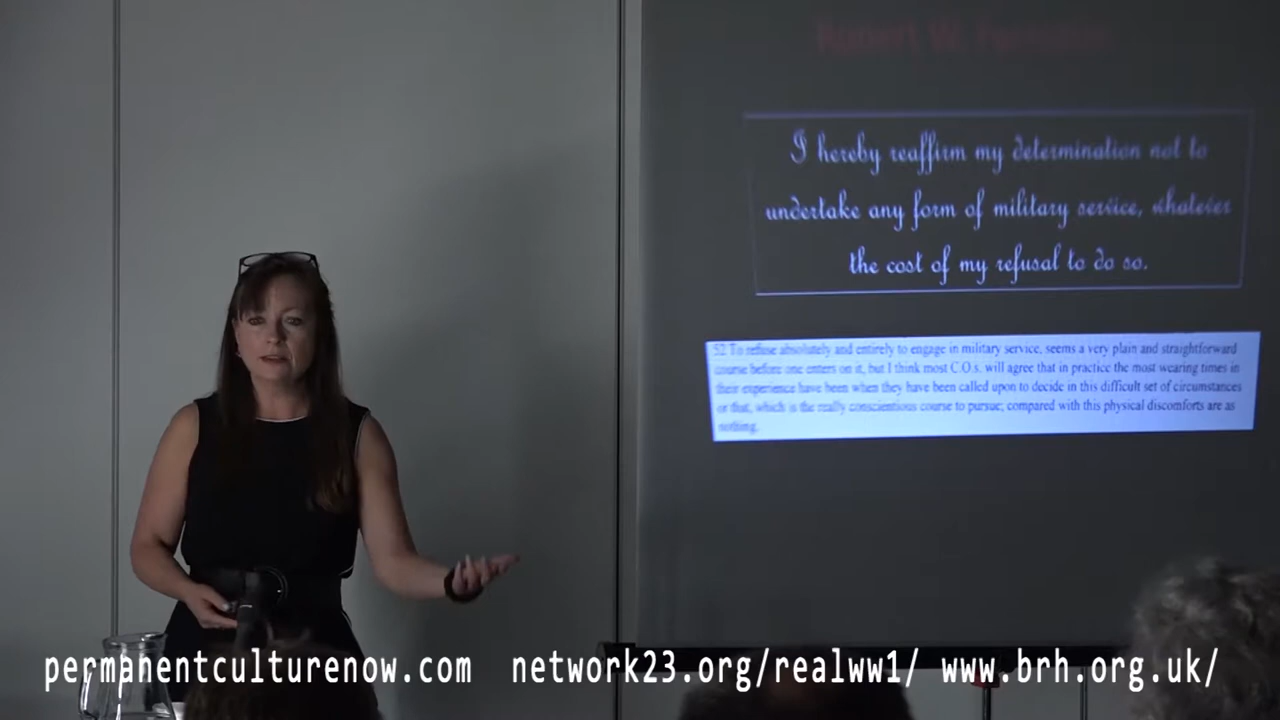 Robert W.
I hereby reaffirm my determination not to
undertake any form of military service, whatever
the cost of my refusal to do so.
52 To refuse absolutely and entirely to engage in military service, seems a very plain and straightforward
course before one enters on it, but I think most C.O.s. will agree that in practice the most wearing times in
their experience have been when they have been called upon to decide in this difficult set of circumstances
or that, which is the really conscientious course to pursue; compared with this physical discomforts are as
nothing.
permanentculturenow.com network23.org/realww1/ www.brh.org.uk/